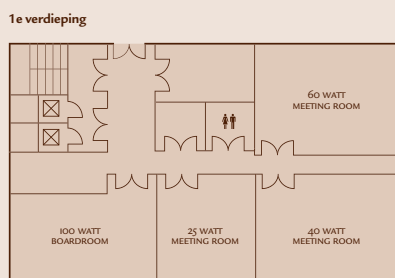 1e verdieping
60 WATT
MEETING ROOM
100 WATT
BOARDROOM
25 WATT
MEETING ROOM
40 WATT
MEETING ROOM